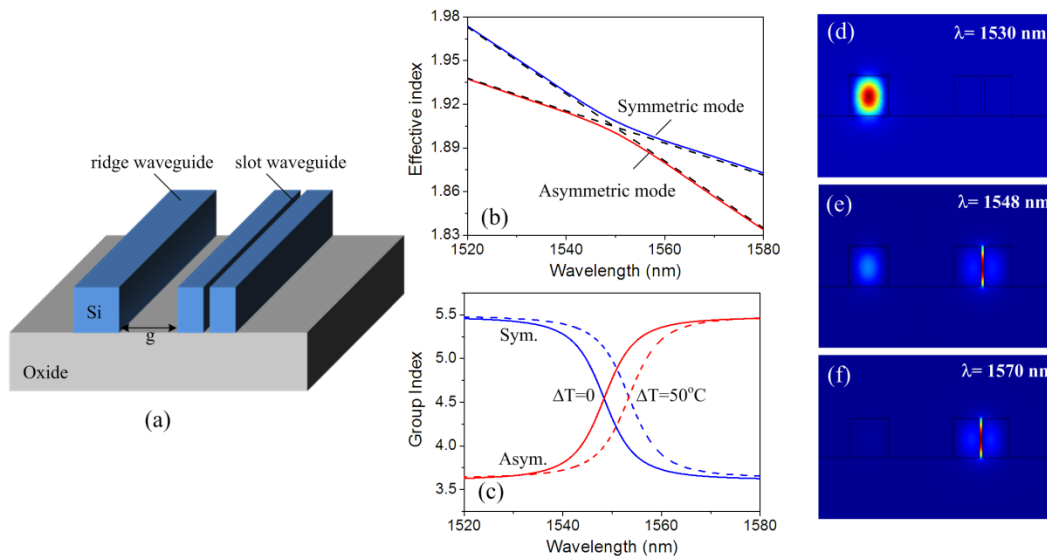 ridge waveguide
slot waveguide
Si
g
Oxide
(a)
Effective index
1.98
1.95
1.92
1.89
1.86
1.83
Symmetric mode
Asymmetric mode
(b)
1520 1540 1560 1580
Wavelength (nm)
Group Index
5.5
5.0
4.5
4.0
3.5
Sym.
ΔT=0
ΔT=50°C
Asym.
(c)
1520 1540 1560 1580
Wavelength (nm)
(d) λ= 1530 nm
(e) λ= 1548 nm
(f) λ= 1570 nm